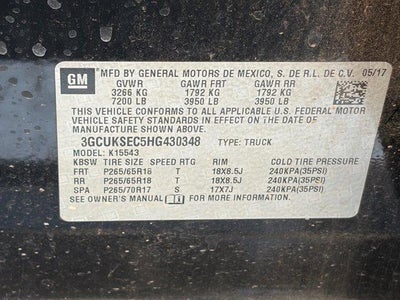 GM MFD BY GENERAL MOTORS DE MEXICO, S. DE R.L. DE C.V. 05/17
GVWR GAWR FRT GAWR RR
3266 KG 1792 KG 1792 KG
7200 LB 3950 LB 3950 LB
THIS VEHICLE CONFORMS TO ALL APPLICABLE U.S. FEDERAL MOTOR
VEHICLE SAFETY STANDARDS IN EFFECT ON THE DATE OF
MANUFACTURE SHOWN ABOVE.
3GCUKSEC5HG430348 TYPE: TRUCK
MODEL: K15543
KBSW TIRE SIZE SPEED RTG RIM COLD TIRE PRESSURE
FRT P265/65R18 T 18X8.5J 240KPA(35PSI)
RR P265/65R18 T 18X8.5J 240KPA(35PSI)
SPA P265/70R17 T 17X7J 240KPA(35PSI)
SEE OWNER'S MANUAL FOR MORE INFORMATION.